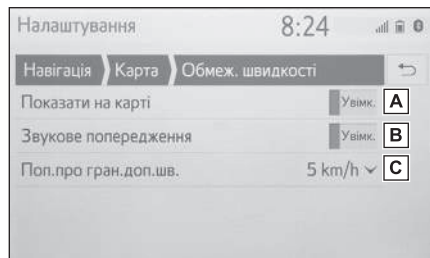 Налаштування 8:24
Навігація Карта Обмеж. швидкості
Показати на карті Увімк. A
Звукове попередження Увімк. B
Поп.про гран.доп.шв. 5 km/h C